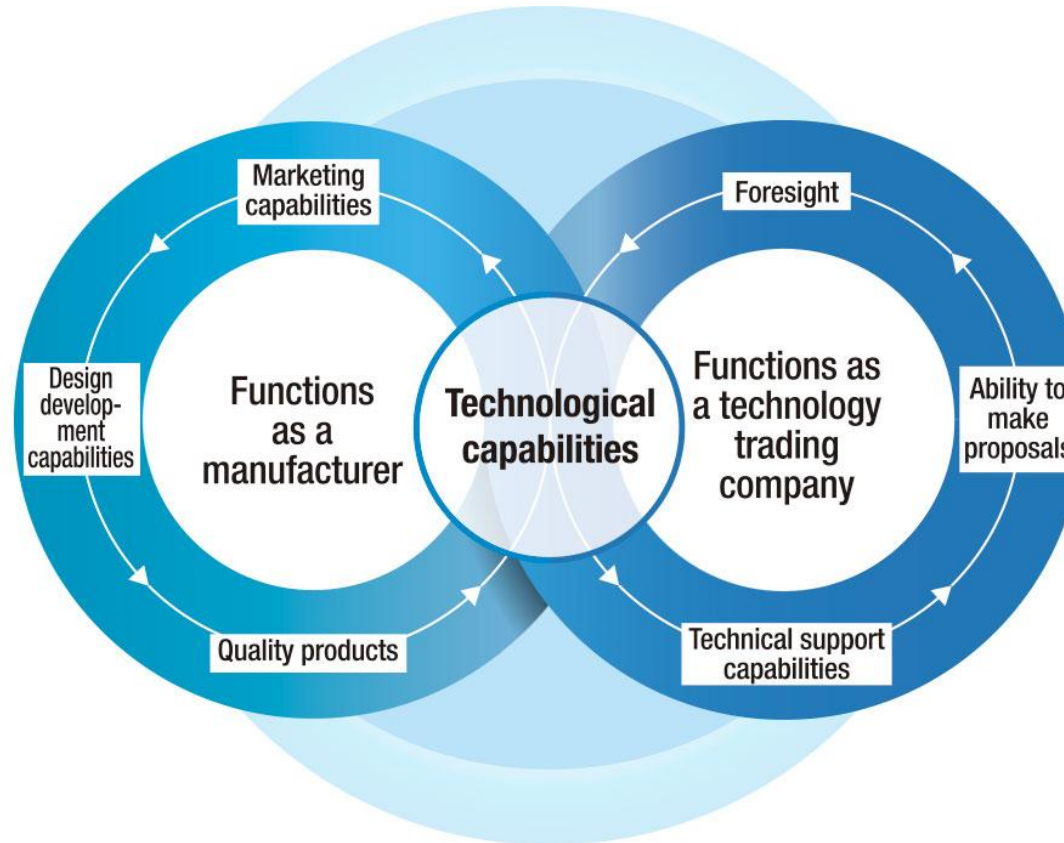 Marketing
capabilities
Foresight
Design
develop-
ment
capabilities
Functions
as a
manufacturer
Technological
capabilities
Functions as
a technology
trading
company
Ability to
make
proposals
Quality products
Technical support
capabilities